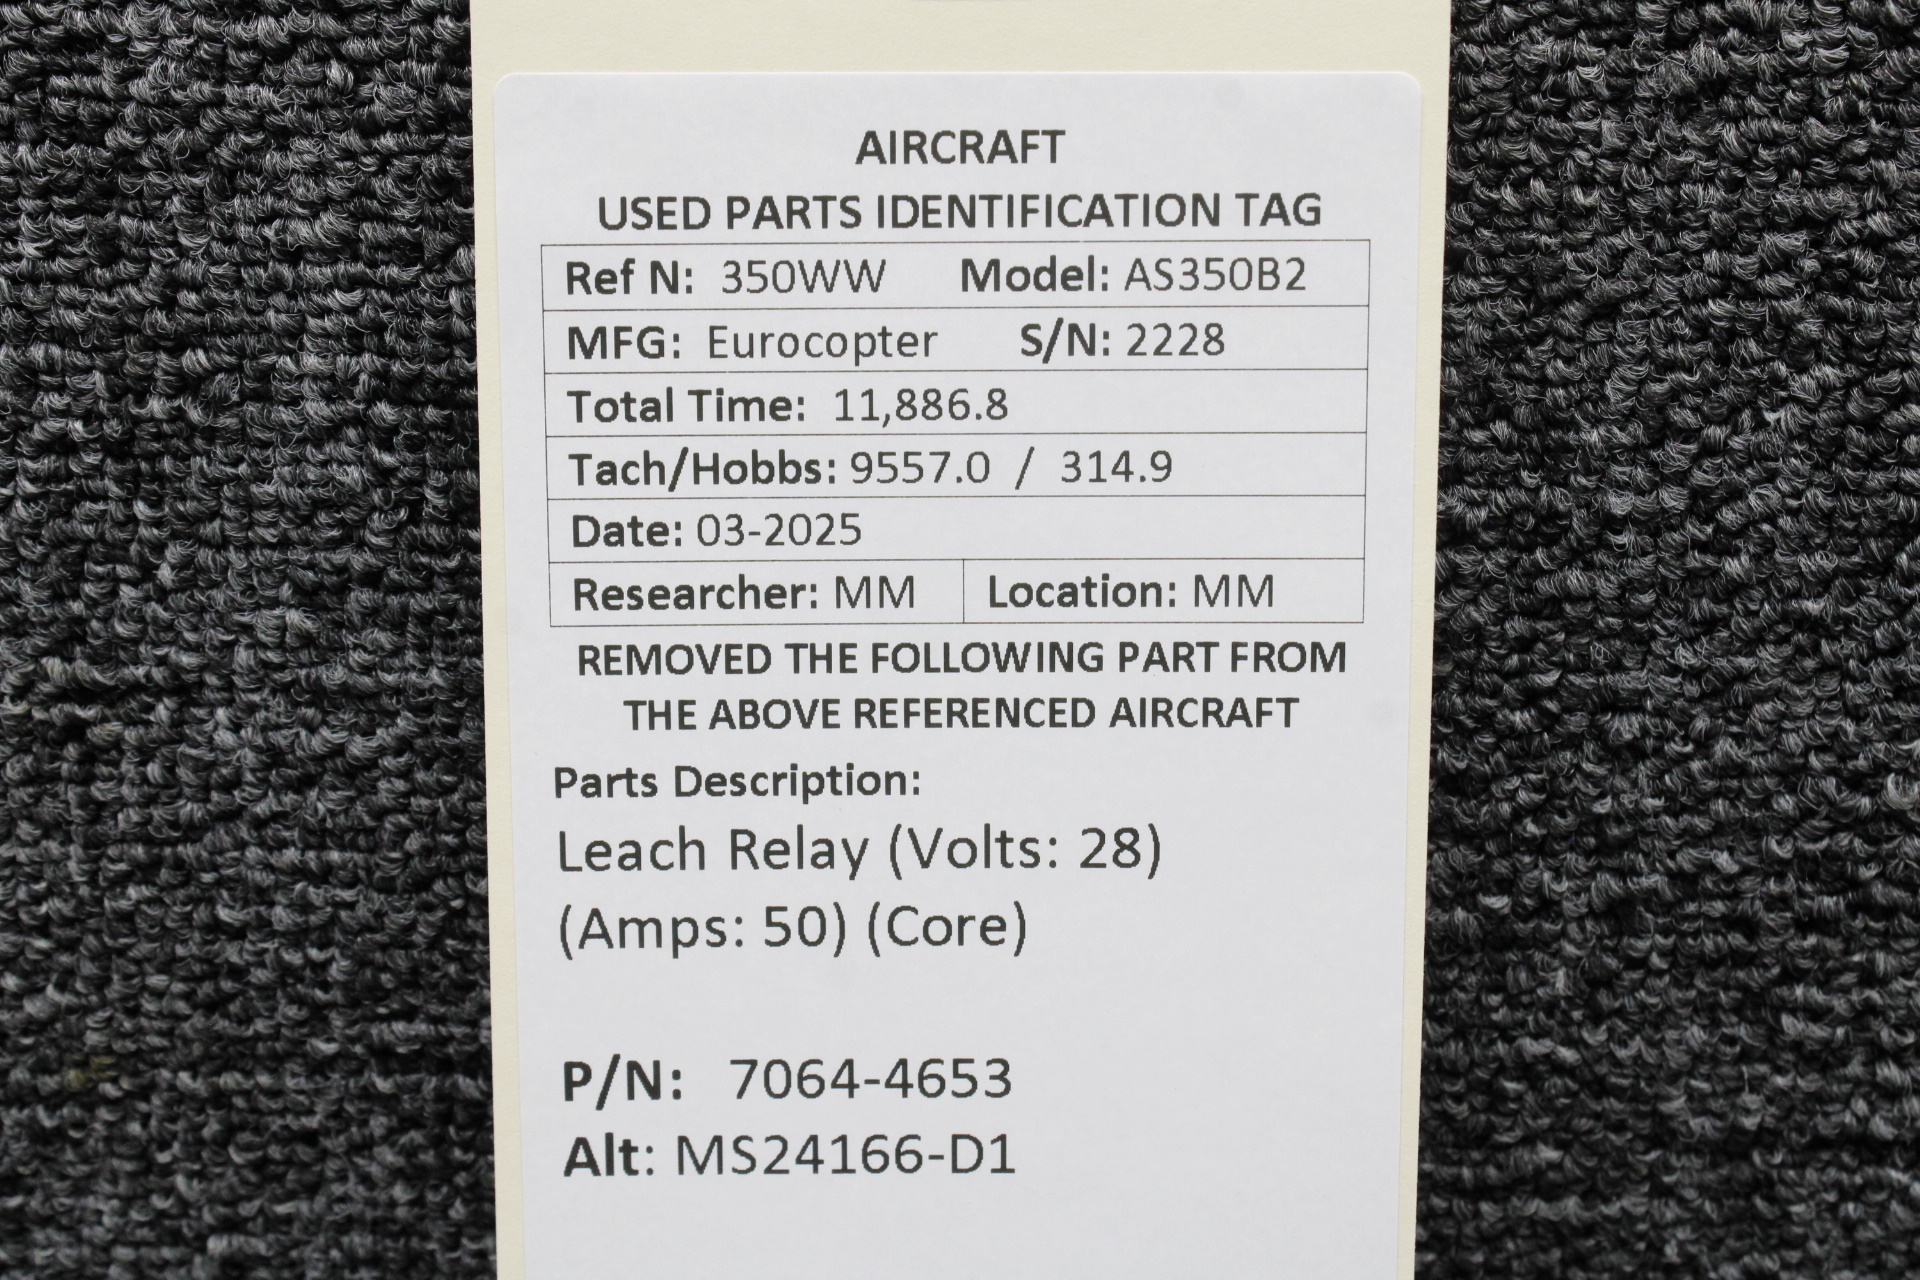 AIRCRAFT
USED PARTS IDENTIFICATION TAG
Ref N: 350WW Model: AS350B2
MFG: Eurocopter S/N: 2228
Total Time: 11,886.8
Tach/Hobbs: 9557.0 / 314.9
Date: 03-2025
Researcher: MM Location: MM
REMOVED THE FOLLOWING PART FROM
THE ABOVE REFERENCED AIRCRAFT
Parts Description:
Leach Relay (Volts: 28)
(Amps: 50) (Core)
P/N: 7064-4653
Alt: MS24166-D1